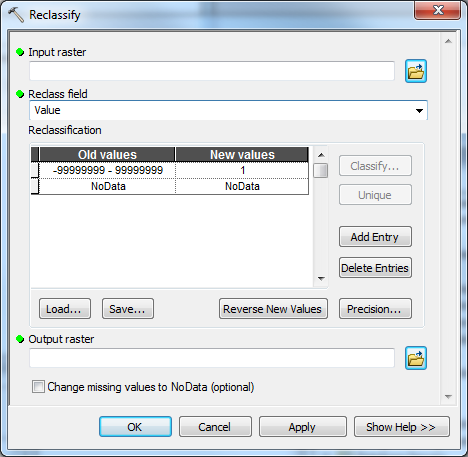 Reclassify
Input raster
Reclass field
Value
Reclassification
Old values New values
-99999999 - 99999999 1
NoData NoData
Classify...
Unique
Add Entry
Delete Entries
Load... Save... Reverse New Values Precision...
Output raster
Change missing values to NoData (optional)
OK Cancel Apply Show Help >>